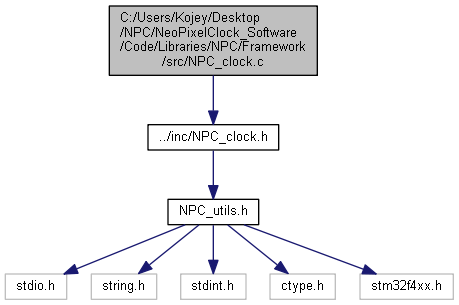 C:/Users/Kojey/Desktop
/NPC/NeoPixelClock_Software
/Code/Libraries/NPC/Framework
/src/NPC_clock.c
../inc/NPC_clock.h
NPC_utils.h
stdio.h
string.h
stdint.h
ctype.h
stm32f4xx.h